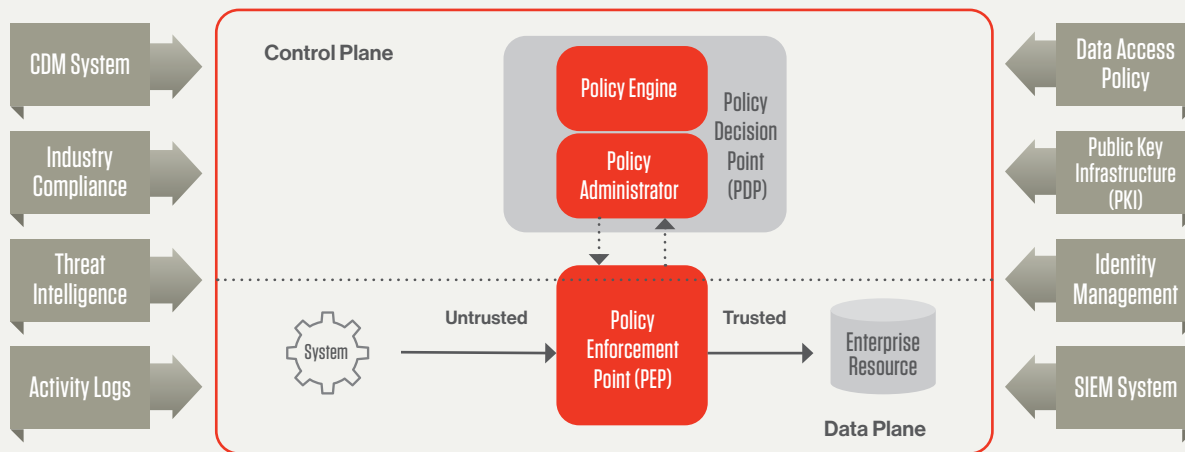 CDM System
Industry
Compliance
Threat
Intelligence
Activity Logs
Control Plane
Policy Engine
Policy
Administrator
Policy
Decision
Point
(PDP)
Untrusted
Trusted
System
Policy
Enforcement
Point (PEP)
Enterprise
Resource
Data Plane
Data Access
Policy
Public Key
Infrastructure
(PKI)
Identity
Management
SIEM System